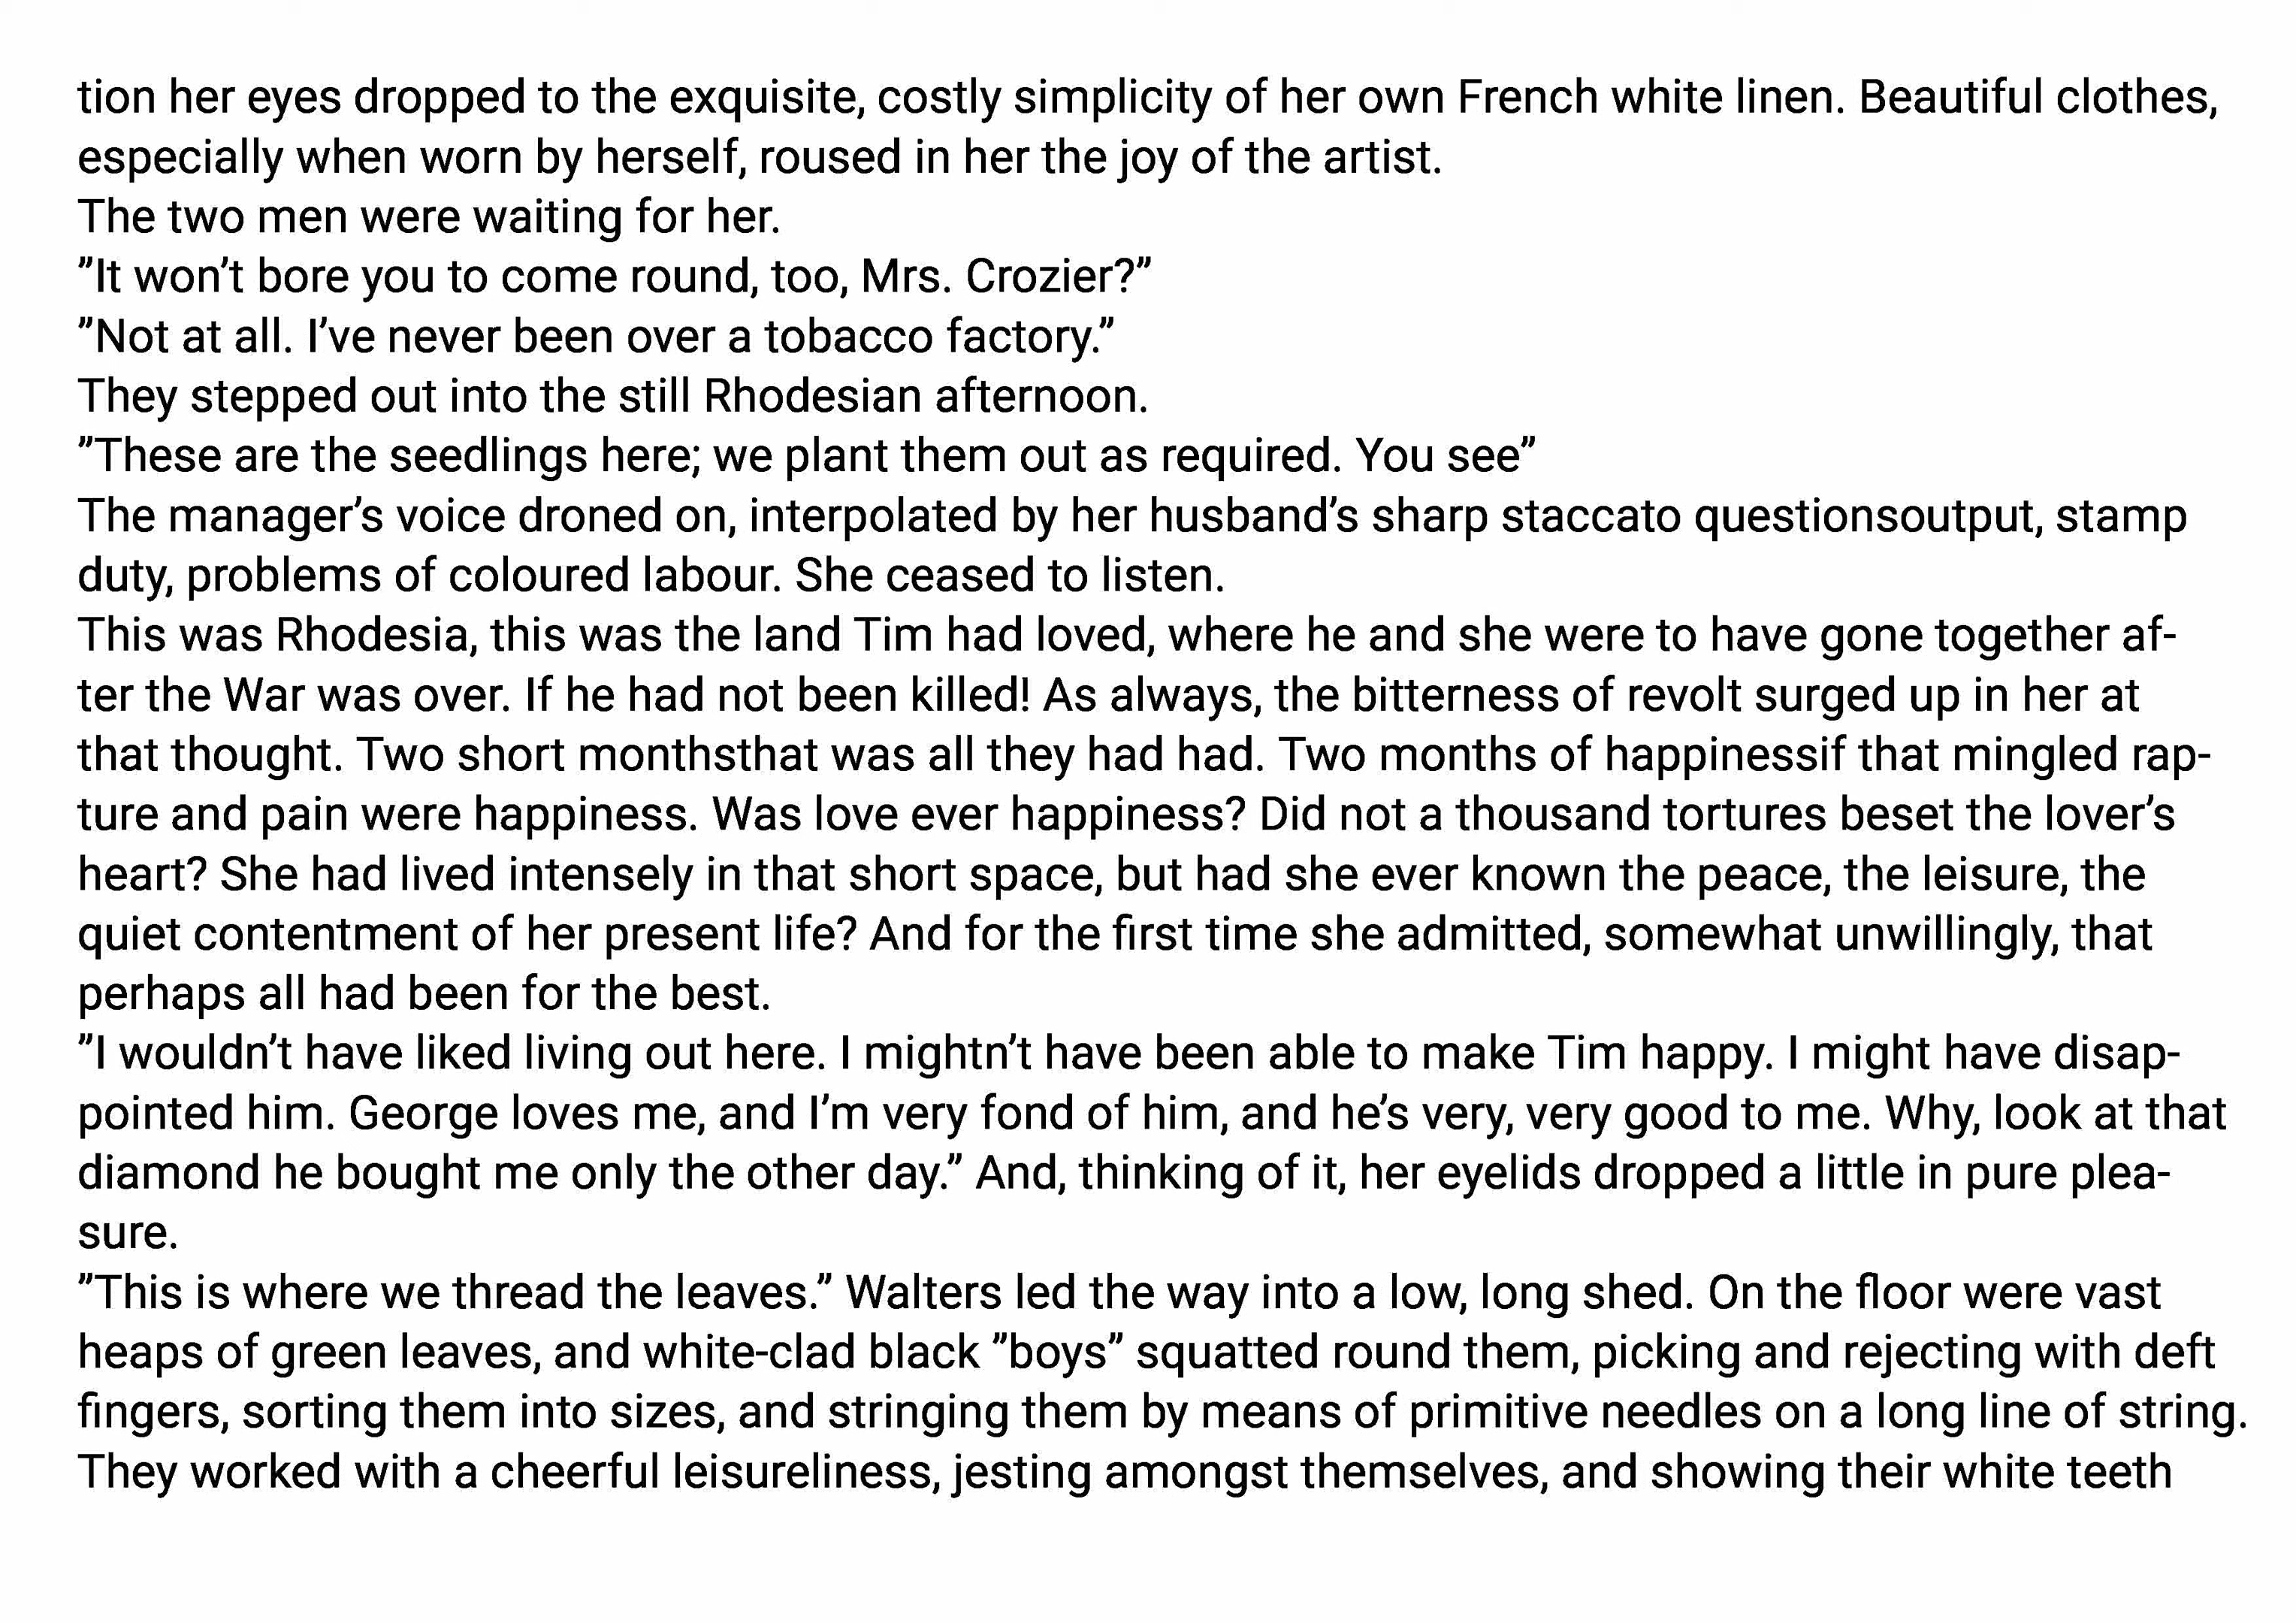 tion her eyes dropped to the exquisite, costly simplicity of her own French white linen. Beautiful clothes,
especially when worn by herself, roused in her the joy of the artist.
The two men were waiting for her.
”It won’t bore you to come round, too, Mrs. Crozier?”
”Not at all. I’ve never been over a tobacco factory.”
They stepped out into the still Rhodesian afternoon.
”These are the seedlings here; we plant them out as required. You see”
The manager’s voice droned on, interpolated by her husband’s sharp staccato questionsoutput, stamp
duty, problems of coloured labour. She ceased to listen.
This was Rhodesia, this was the land Tim had loved, where he and she were to have gone together af-
ter the War was over. If he had not been killed! As always, the bitterness of revolt surged up in her at
that thought. Two short monthsthat was all they had had. Two months of happinessif that mingled rap-
ture and pain were happiness. Was love ever happiness? Did not a thousand tortures beset the lover’s
heart? She had lived intensely in that short space, but had she ever known the peace, the leisure, the
quiet contentment of her present life? And for the first time she admitted, somewhat unwillingly, that
perhaps all had been for the best.
”I wouldn’t have liked living out here. I mightn’t have been able to make Tim happy. I might have disap-
pointed him. George loves me, and I’m very fond of him, and he’s very, very good to me. Why, look at that
diamond he bought me only the other day.” And, thinking of it, her eyelids dropped a little in pure plea-
sure.
”This is where we thread the leaves.” Walters led the way into a low, long shed. On the floor were vast
heaps of green leaves, and white-clad black ”boys” squatted round them, picking and rejecting with deft
fingers, sorting them into sizes, and stringing them by means of primitive needles on a long line of string.
They worked with a cheerful leisureliness, jesting amongst themselves, and showing their white teeth